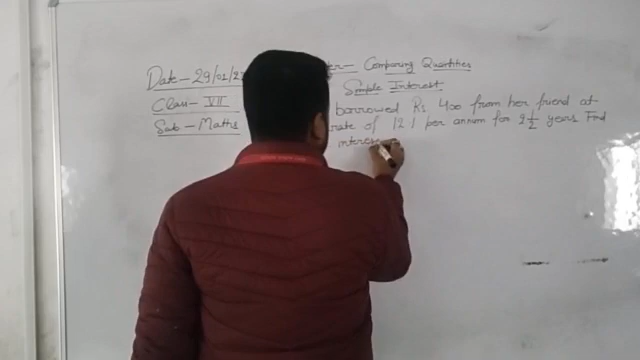 Date - 29/01/2
Comparing Quantities
Simple Interest
Class - VII
borrowed Rs 400 from her friend at
Sub - Maths
rate of 12 % per annum for 2 1/2 years Find
interest